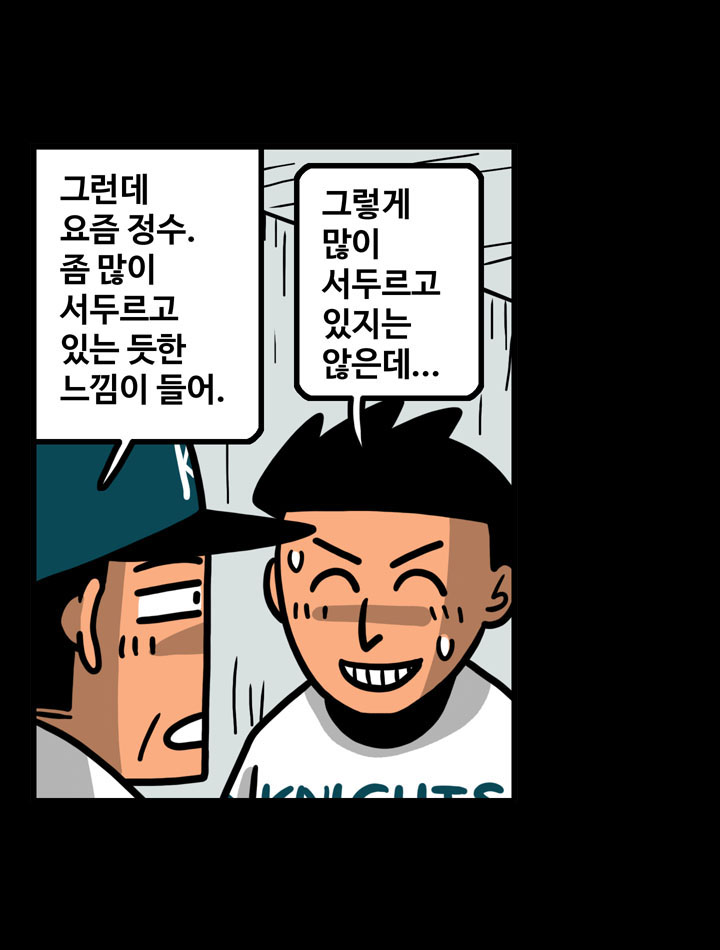 그런데
요즘 정수.
좀 많이
서두르고
있는 듯한
느낌이 들어.
그렇게
많이
서두르고
있지는
않은데...
K
KNIGHTS